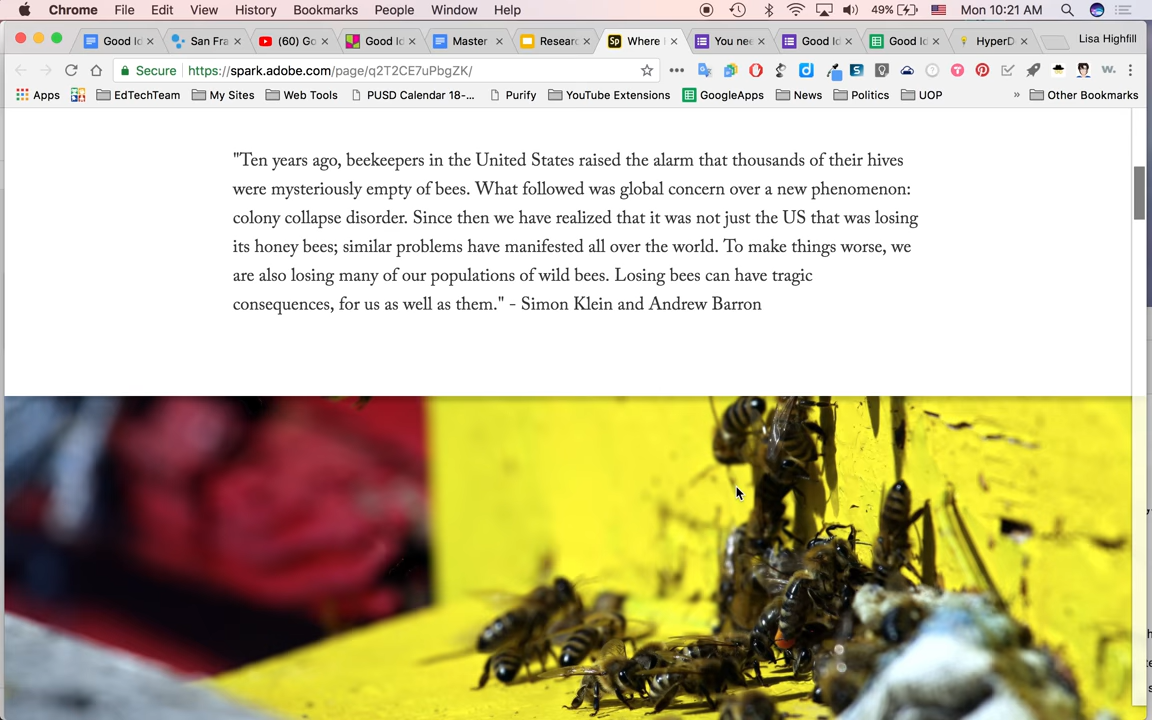 Chrome File Edit View History Bookmarks People Window Help 49% Mon 10:21 AM
Good Ic San Fra (60) Go Good Ic Master Researc Where You nee Good Ic Good Ic HyperD Lisa Highfill
Secure https://spark.adobe.com/page/q2T2CE7uPbgZK/
Apps EdTechTeam My Sites Web Tools PUSD Calendar 18-... Purify YouTube Extensions GoogleApps News Politics UOP » Other Bookmarks
"Ten years ago, beekeepers in the United States raised the alarm that thousands of their hives
were mysteriously empty of bees. What followed was global concern over a new phenomenon:
colony collapse disorder. Since then we have realized that it was not just the US that was losing
its honey bees; similar problems have manifested all over the world. To make things worse, we
are also losing many of our populations of wild bees. Losing bees can have tragic
consequences, for us as well as them." - Simon Klein and Andrew Barron